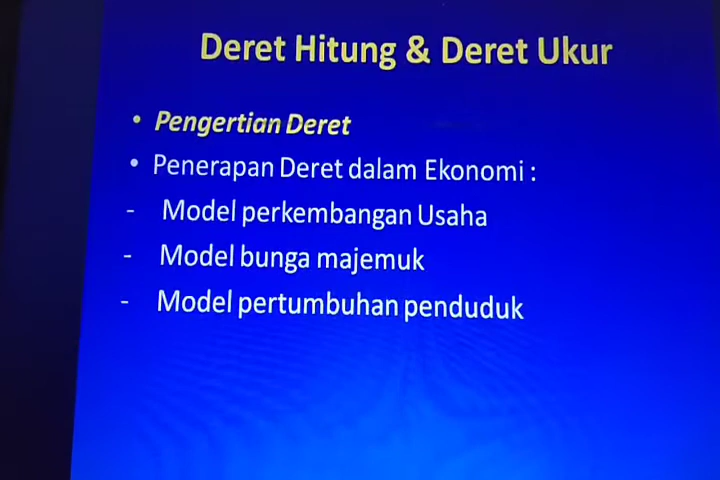 Deret Hitung & Deret Ukur
• Pengertian Deret
• Penerapan Deret dalam Ekonomi :
- Model perkembangan Usaha
- Model bunga majemuk
- Model pertumbuhan penduduk